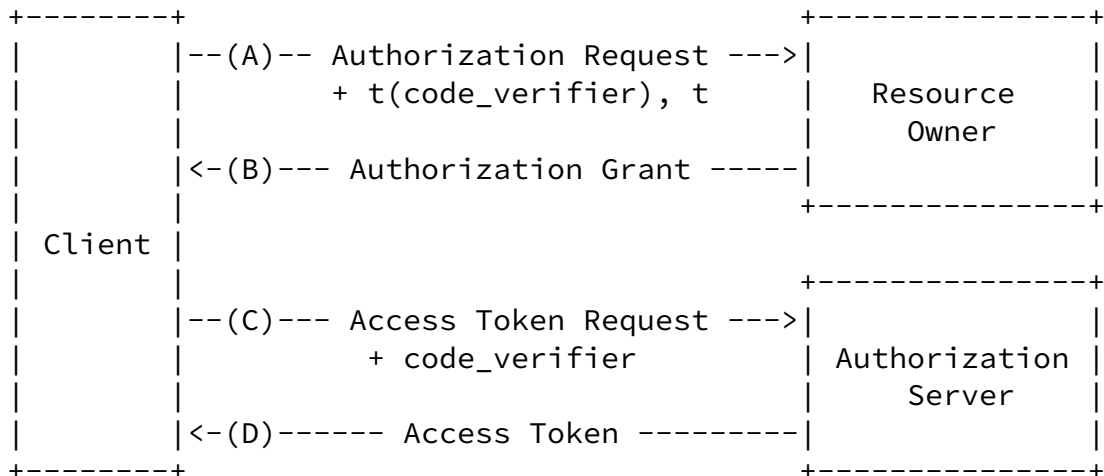 +--------+                                  +---------------+
|        |--(A)-- Authorization Request --->|               |
|        |        + t(code_verifier), t     |   Resource    |
|        |                                  |     Owner     |
|        |<-(B)--- Authorization Grant -----|               |
|        |                                  +---------------+
| Client |
|        |                                  +---------------+
|        |--(C)--- Access Token Request --->|               |
|        |          + code_verifier         | Authorization |
|        |                                  |     Server    |
|        |<-(D)------ Access Token ---------|               |
+--------+                                  +---------------+